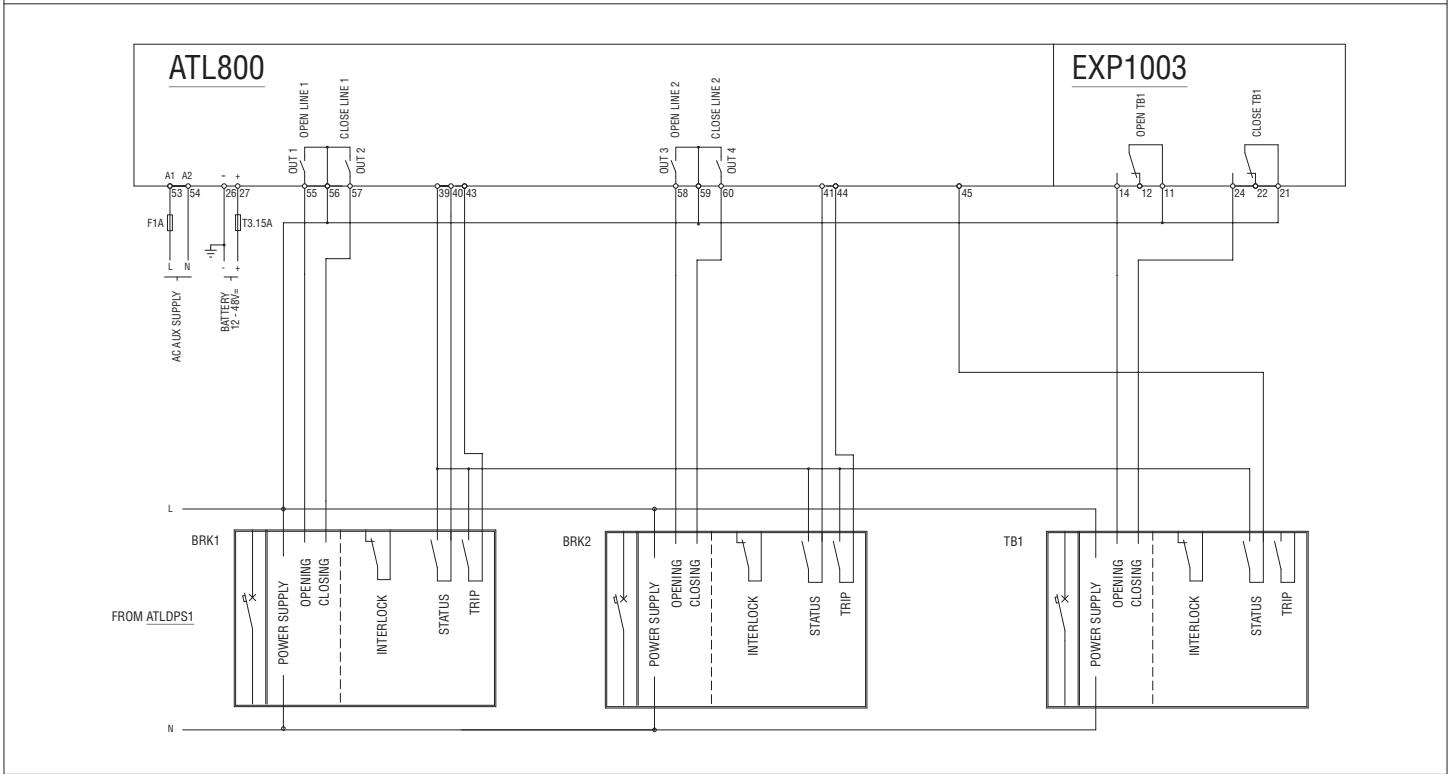 ATL800
EXP1003
OPEN LINE 1
CLOSE LINE 1
OPEN LINE 2
CLOSE LINE 2
OPEN TB1
CLOSE TB1
OUT 1
OUT 2
OUT 3
OUT 4
A1 A2 - +
53 54 26 27 55 56 57 39 40 43 58 59 60 41 44 45 14 12 11 24 22 21
F1A
T3.15A
L N - +
AC AUX SUPPLY
BATTERY
12 - 48V=
L
BRK1
BRK2
TB1
FROM ATLDPS1
POWER SUPPLY
OPENING
CLOSING
INTERLOCK
STATUS
TRIP
POWER SUPPLY
OPENING
CLOSING
INTERLOCK
STATUS
TRIP
POWER SUPPLY
OPENING
CLOSING
INTERLOCK
STATUS
TRIP
N